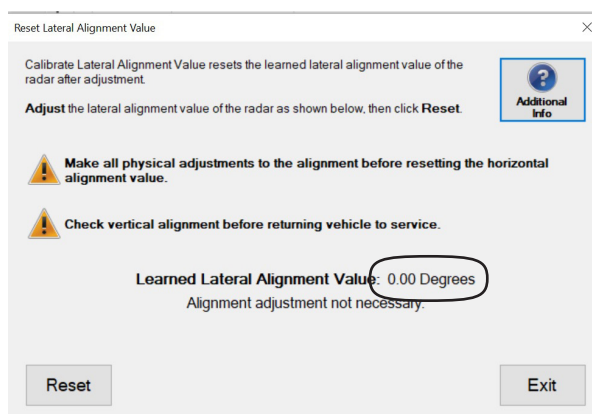 Reset Lateral Alignment Value
Calibrate Lateral Alignment Value resets the learned lateral alignment value of the
radar after adjustment.
Adjust the lateral alignment value of the radar as shown below, then click Reset.
Additional
Info
Make all physical adjustments to the alignment before resetting the horizontal
alignment value.
Check vertical alignment before returning vehicle to service.
Learned Lateral Alignment Value: 0.00 Degrees
Alignment adjustment not necessary.
Reset
Exit